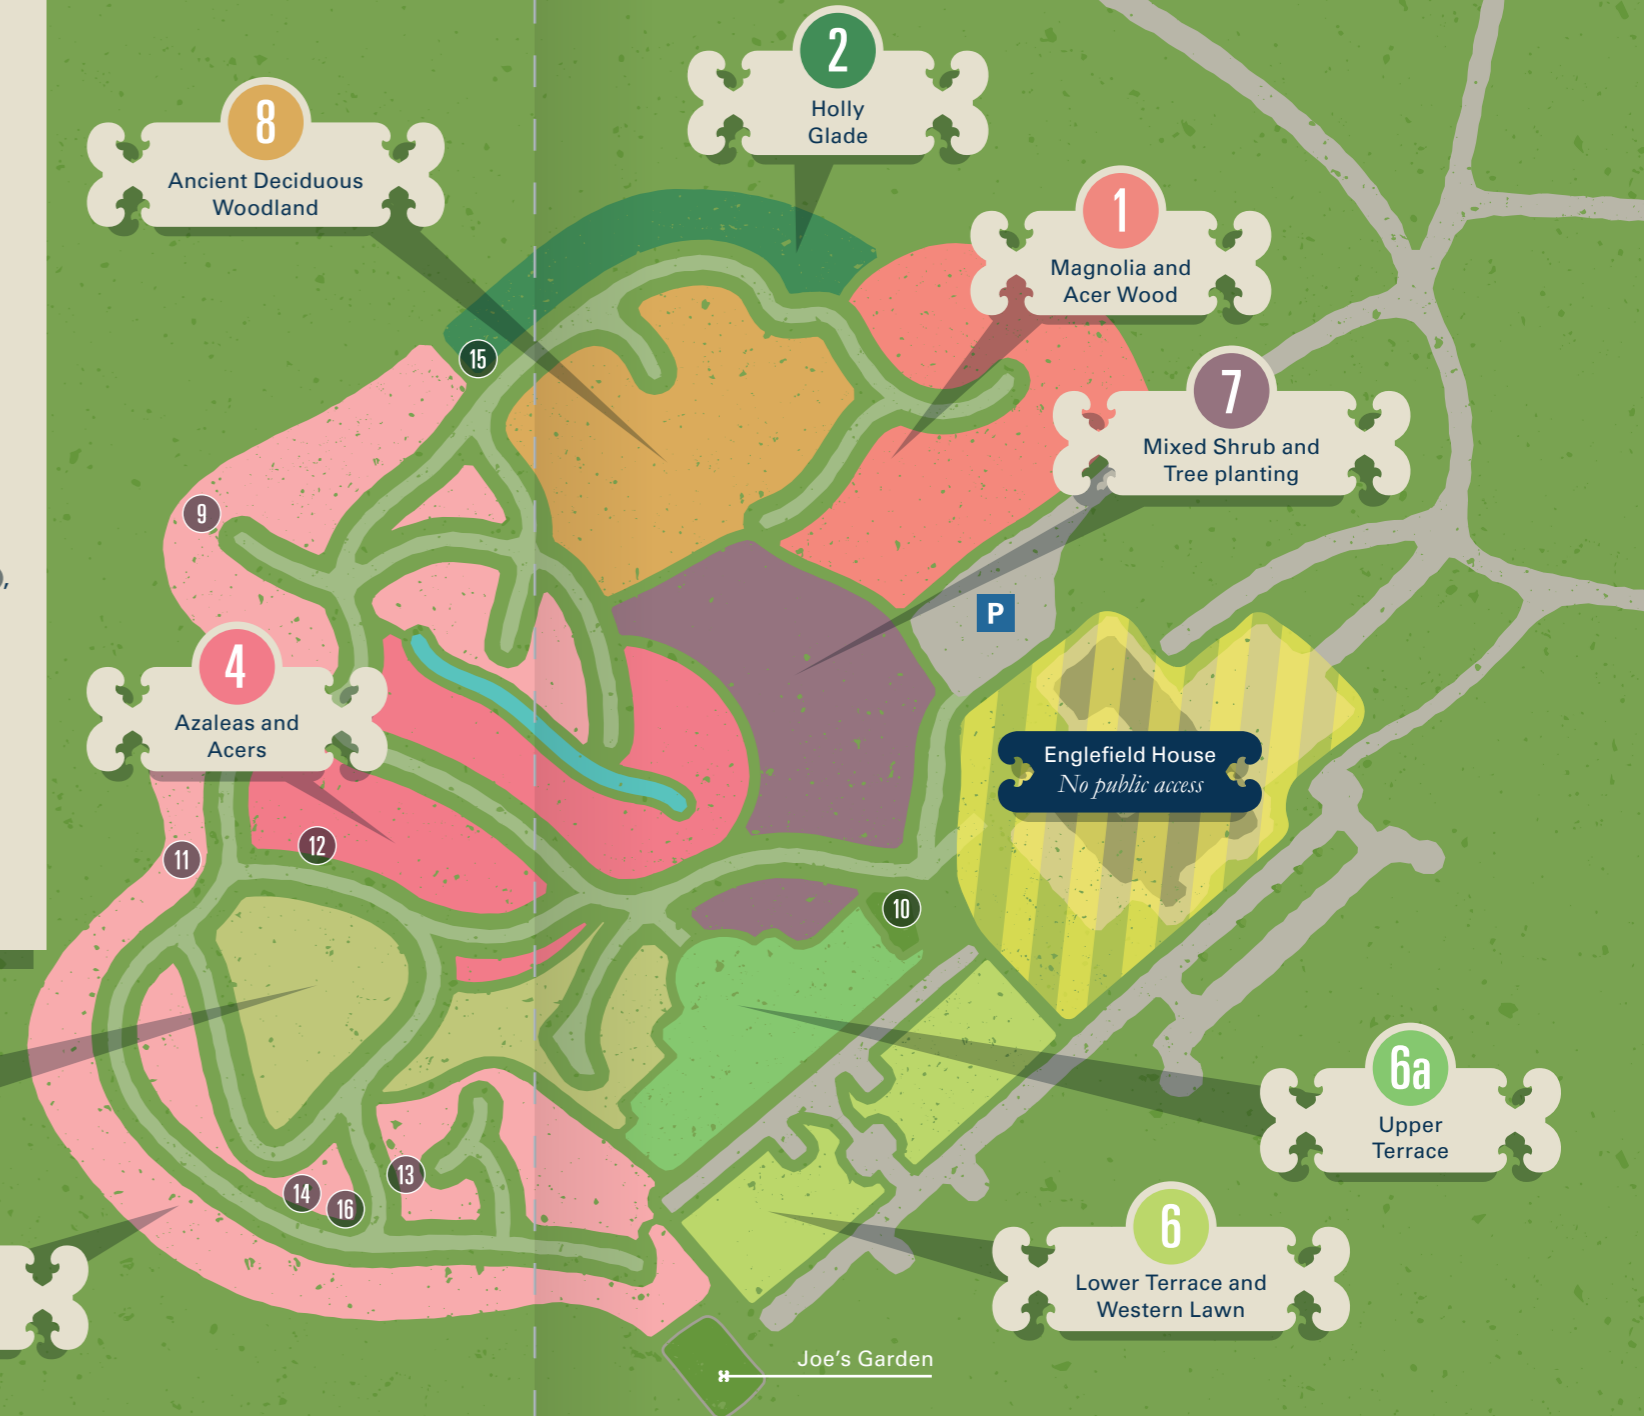 2
Holly
Glade
8
Ancient Deciduous
Woodland
1
Magnolia and
Acer Wood
15
7
Mixed Shrub and
Tree planting
9
,
P
4
Azaleas and
Acers
Englefield House
No public access
12
11
10
6a
Upper
Terrace
13
14
16
6
Lower Terrace and
Western Lawn
Joe's Garden